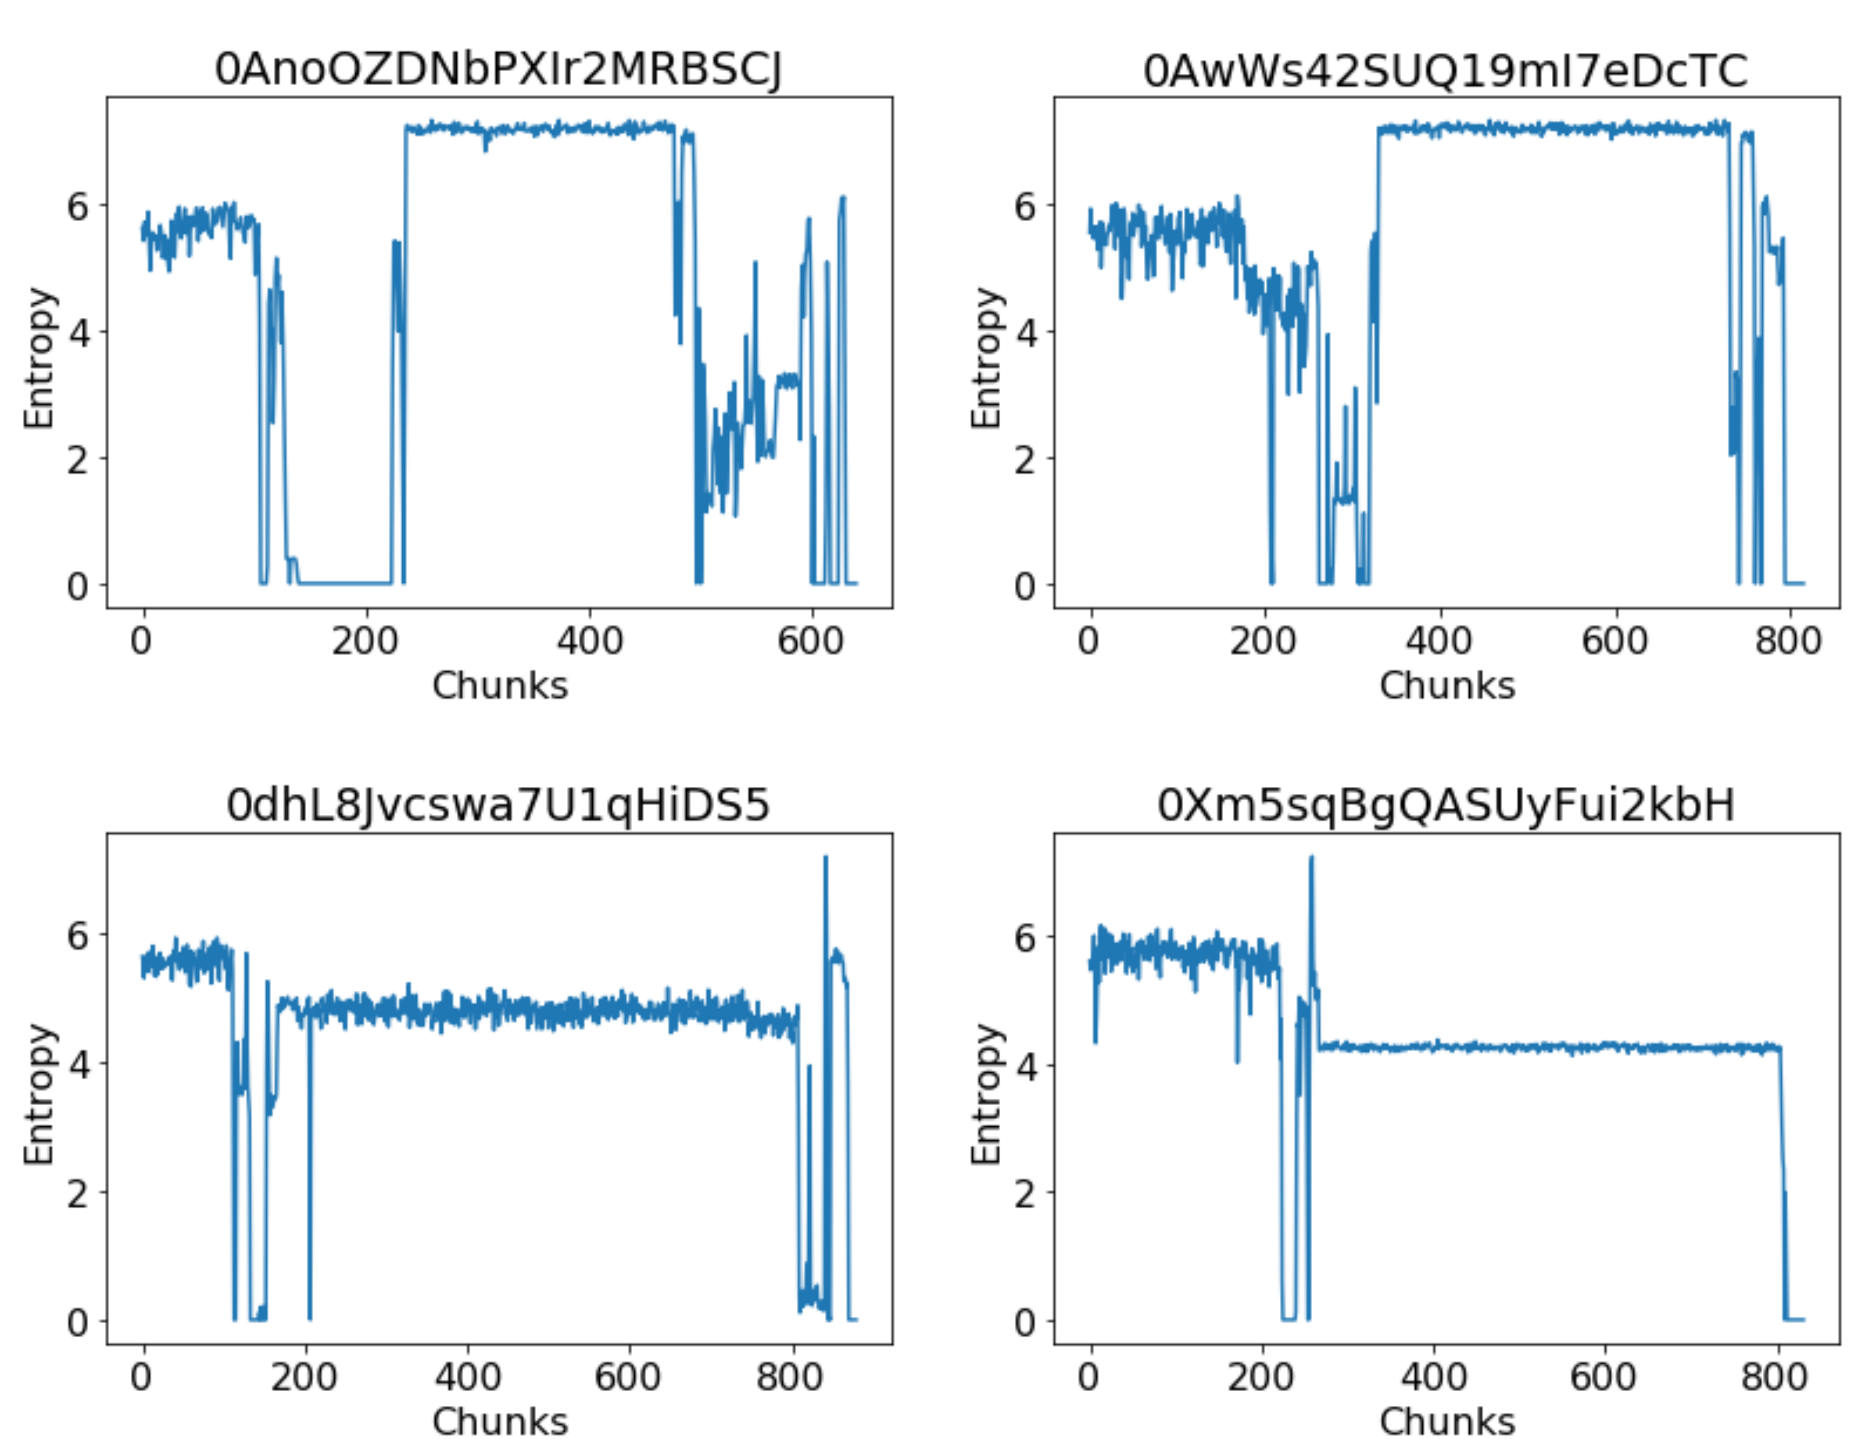 0AnoOZDNbPXIr2MRBSCJ
Entropy
6
4
2
0
0 200 400 600
Chunks
0AwWs42SUQ19mI7eDcTC
Entropy
6
4
2
0
0 200 400 600 800
Chunks
0dhL8Jvcswa7U1qHiDS5
Entropy
6
4
2
0
0 200 400 600 800
Chunks
0Xm5sqBgQASUyFui2kbH
Entropy
6
4
2
0
0 200 400 600 800
Chunks